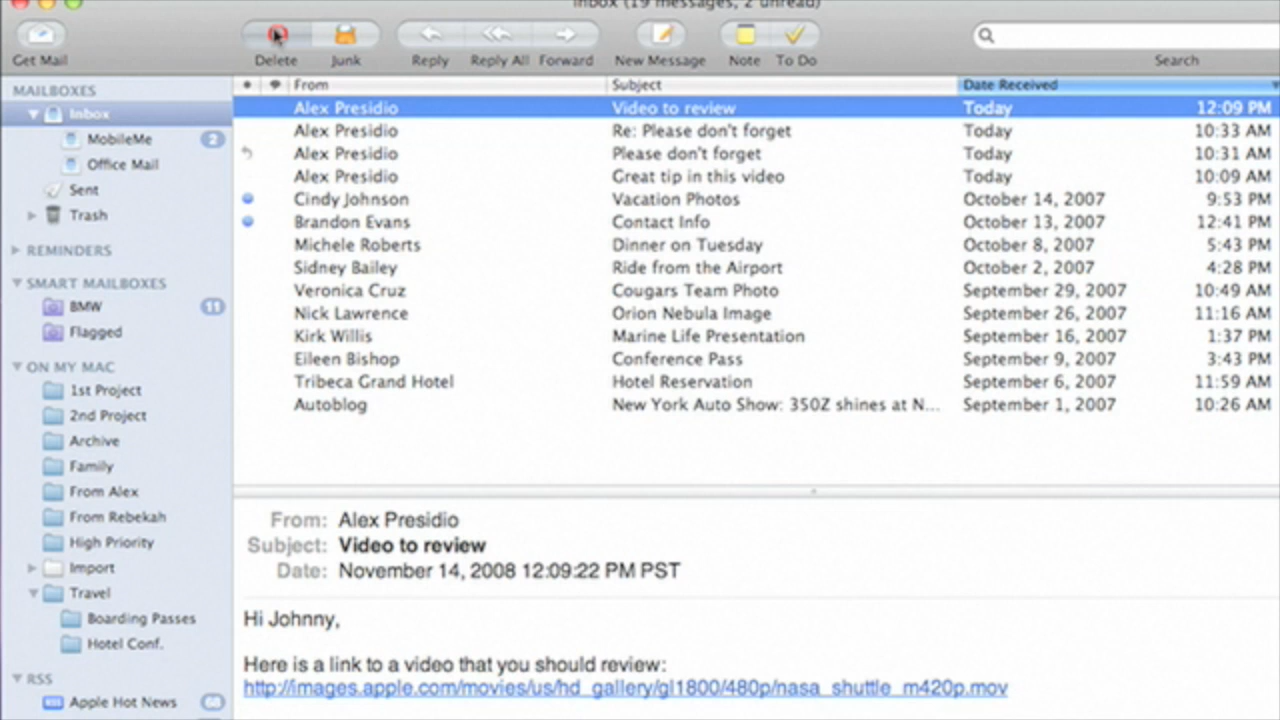 Inbox (19 messages, 2 unread)
Get Mail Delete Junk Reply Reply All Forward New Message Note To Do Search
MAILBOXES
Inbox
MobileMe 2
Office Mail
Sent
Trash
REMINDERS
SMART MAILBOXES
BMW 11
Flagged
ON MY MAC
1st Project
2nd Project
Archive
Family
From Alex
From Rebekah
High Priority
Import
Travel
Boarding Passes
Hotel Conf.
RSS
Apple Hot News
From Subject Date Received
Alex Presidio Video to review Today 12:09 PM
Alex Presidio Re: Please don't forget Today 10:33 AM
Alex Presidio Please don't forget Today 10:31 AM
Alex Presidio Great tip in this video Today 10:09 AM
Cindy Johnson Vacation Photos October 14, 2007 9:53 PM
Brandon Evans Contact Info October 13, 2007 12:41 PM
Michele Roberts Dinner on Tuesday October 8, 2007 5:43 PM
Sidney Bailey Ride from the Airport October 2, 2007 4:28 PM
Veronica Cruz Cougars Team Photo September 29, 2007 10:49 AM
Nick Lawrence Orion Nebula Image September 26, 2007 11:16 AM
Kirk Willis Marine Life Presentation September 16, 2007 1:37 PM
Eileen Bishop Conference Pass September 9, 2007 3:43 PM
Tribeca Grand Hotel Hotel Reservation September 6, 2007 11:59 AM
Autoblog New York Auto Show: 350Z shines at N... September 1, 2007 10:26 AM
From: Alex Presidio
Subject: Video to review
Date: November 14, 2008 12:09:22 PM PST
Hi Johnny,
Here is a link to a video that you should review:
http://images.apple.com/movies/us/hd_gallery/gl1800/480p/nasa_shuttle_m420p.mov